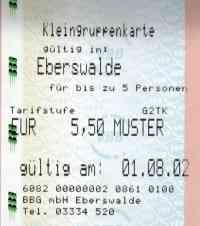 Kleingruppenkarte
gültig in:
Eberswalde
für bis zu 5 Personen
Tarifstufe G2TK
EUR 5,50 MUSTER
gültig am: 01.08.02
6082 00000002 0861 0100
BBG mbH Eberswalde
Tel. 03334 520